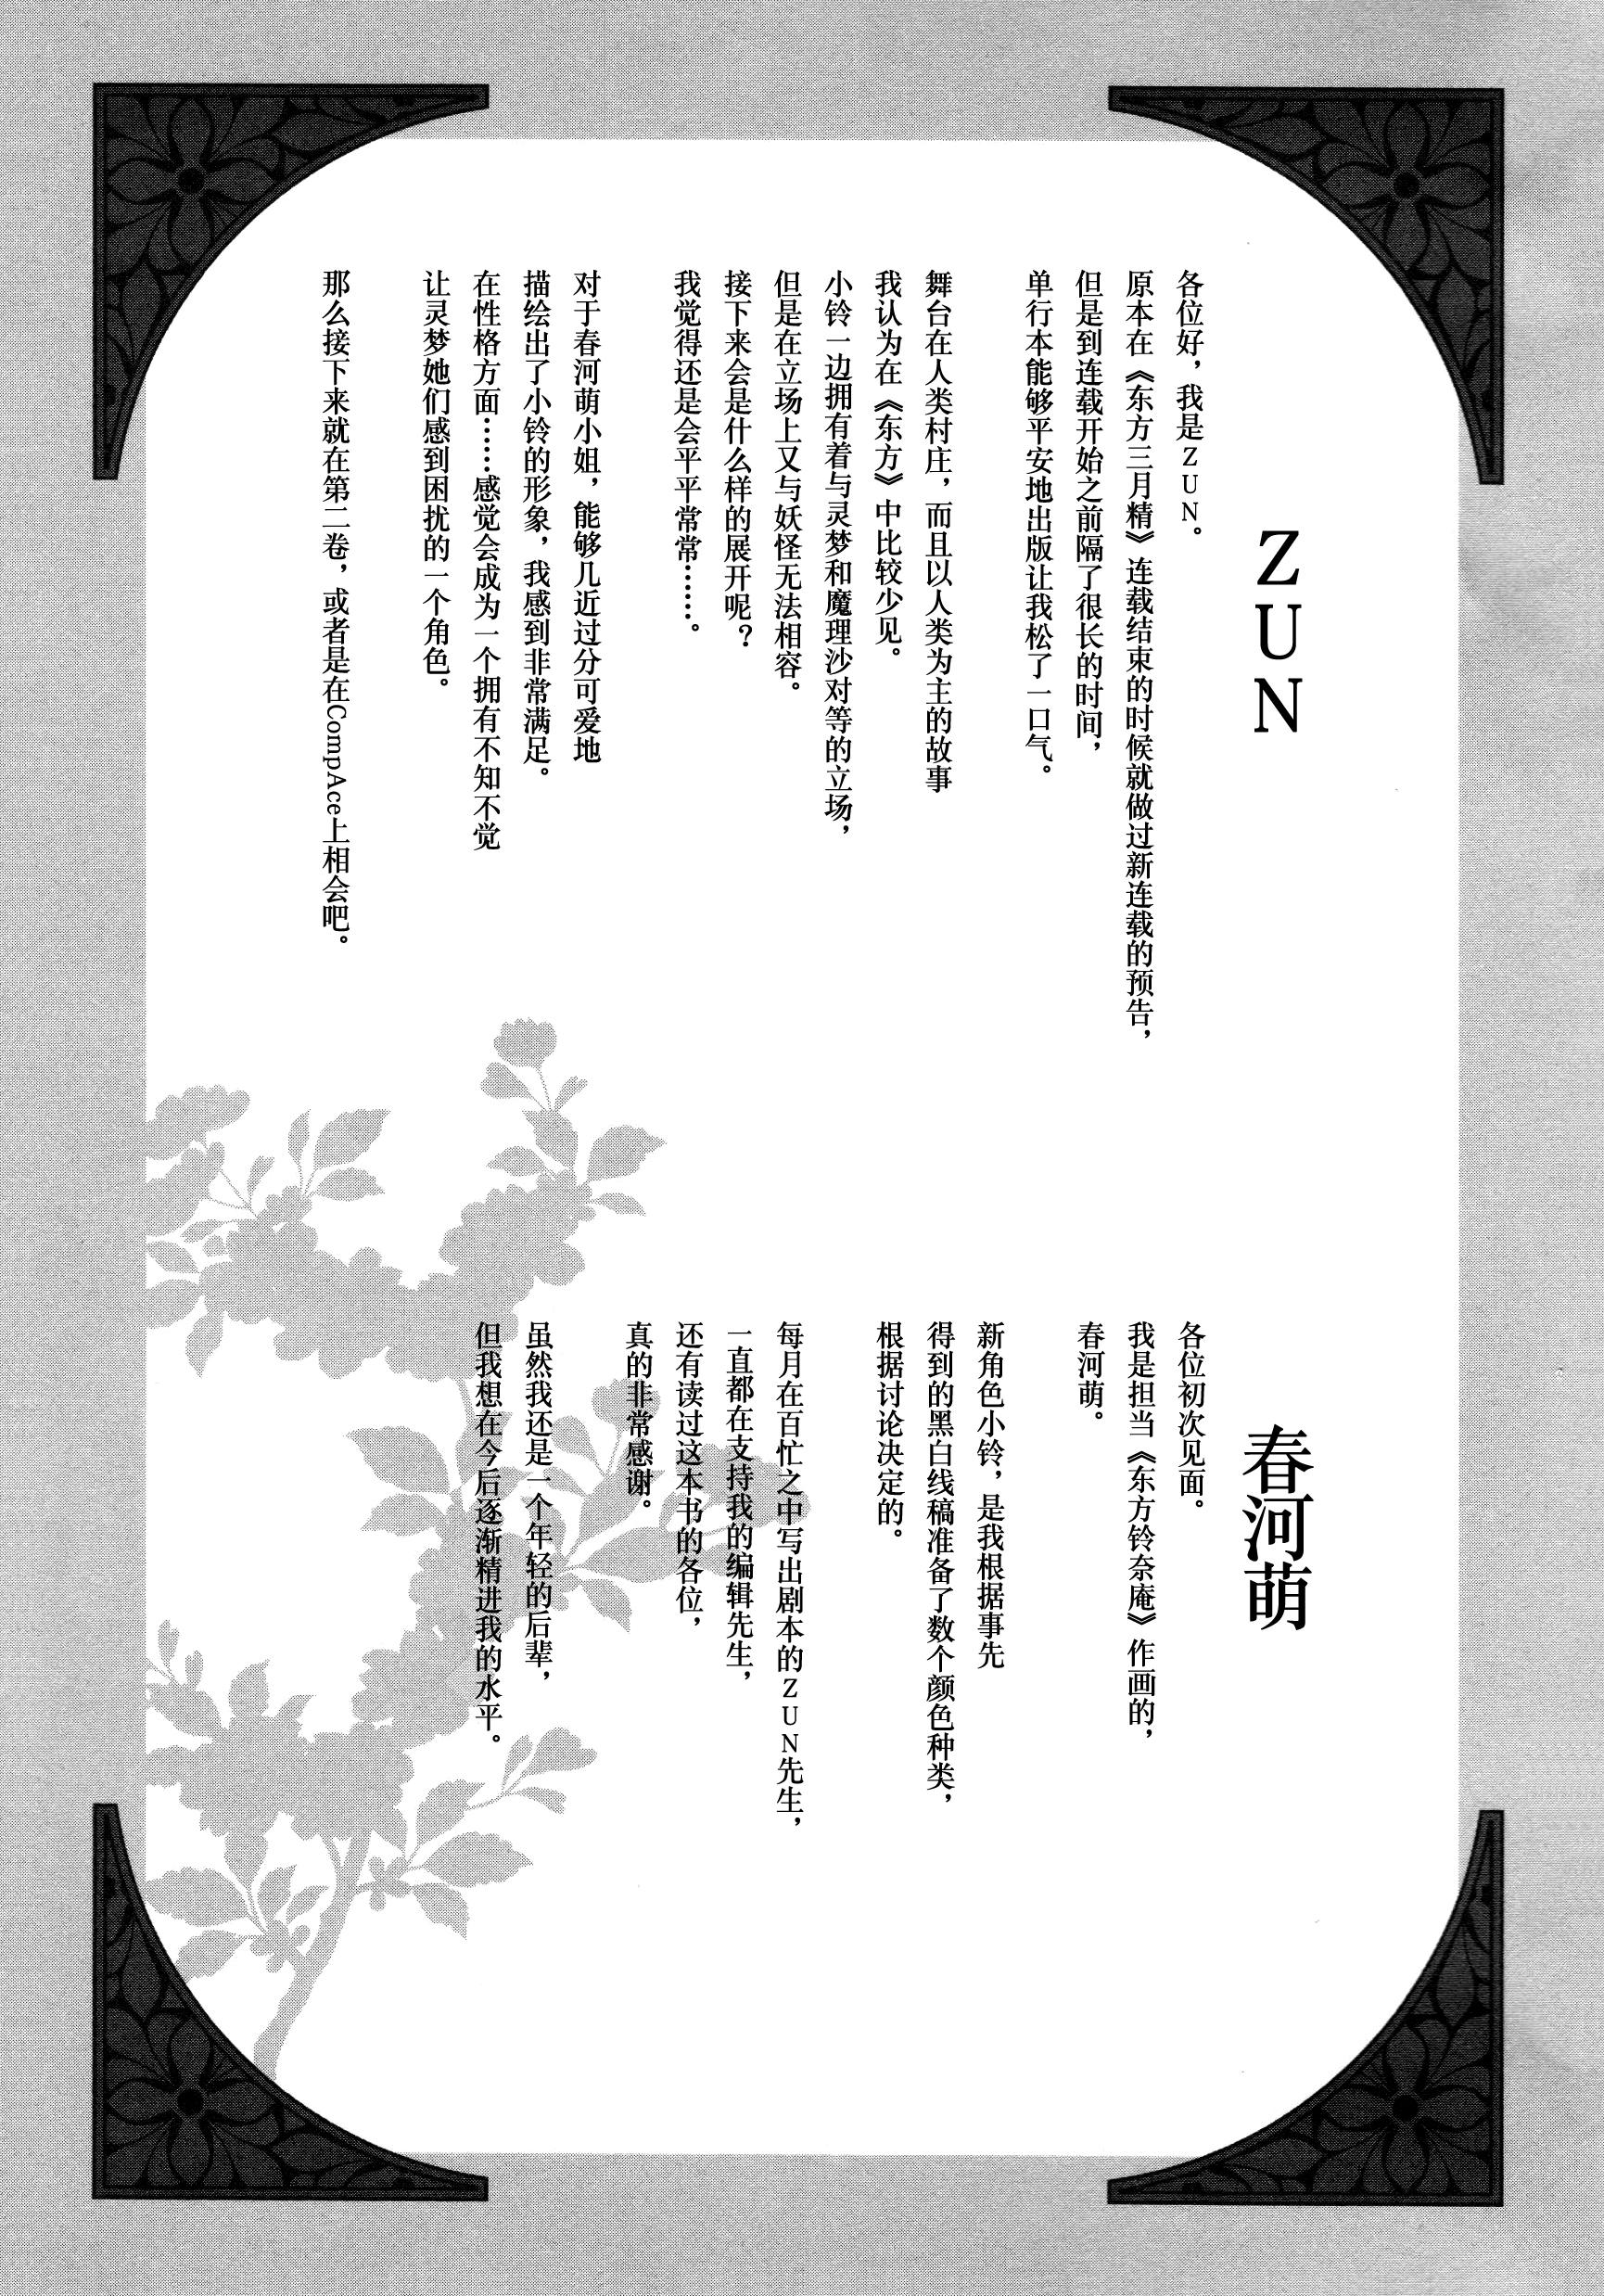 ZUN
各位好，我是ZUN。
原本在《东方三月精》连载结束的时候就做过新连载的预告，
但是到连载开始之前隔了很长的时间，
单行本能够平安地出版让我松了一口气。
舞台在人类村庄，而且以人类为主的故事
我认为在《东方》中比较少见。
小铃一边拥有着与灵梦和魔理沙对等的立场，
但是在立场上又与妖怪无法相容。
接下来会是什么样的展开呢？
我觉得还是会平平常常……。
对于春河萌小姐，能够几近过分可爱地
描绘出了小铃的形象，我感到非常满足。
在性格方面……感觉会成为一个拥有不知不觉
让灵梦她们感到困扰的一个角色。
那么接下来就在第二卷，或者是在CompAce上相会吧。
春河萌
各位初次见面。
我是担当《东方铃奈庵》作画的，
春河萌。
新角色小铃，是我根据事先
得到的黑白线稿准备了数个颜色种类，
根据讨论决定的。
每月在百忙之中写出剧本的ZUN先生，
一直都在支持我的编辑先生，
还有读过这本书的各位，
真的非常感谢。
虽然我还是一个年轻的后辈，
但我想在今后逐渐精进我的水平。